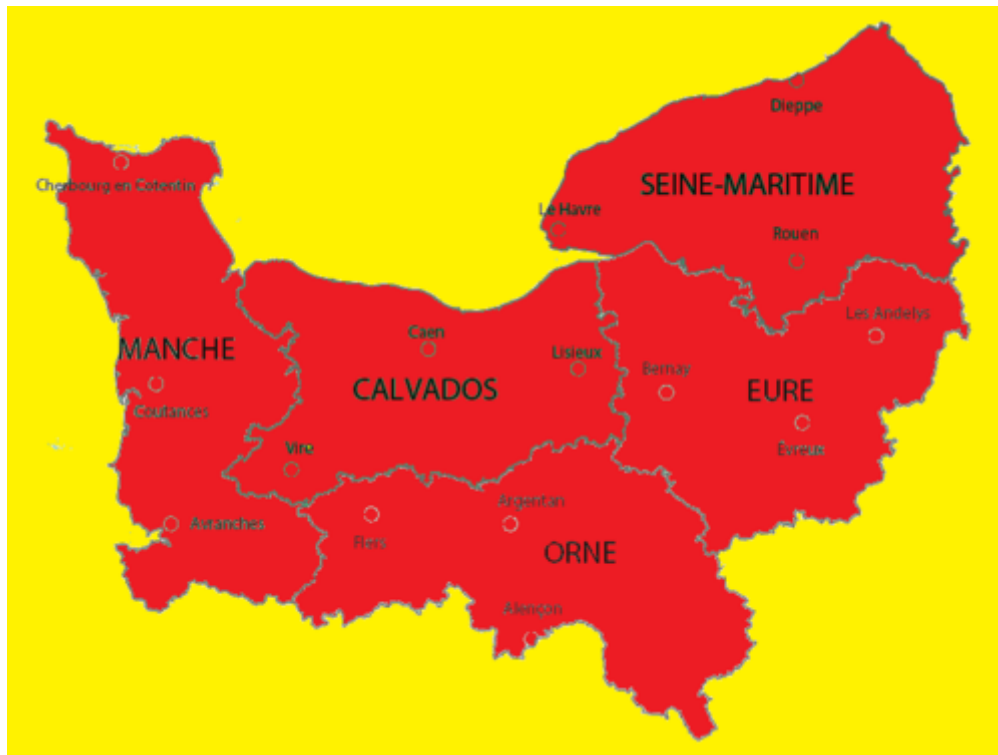 Dieppe
Cherbourg en Cotentin
SEINE-MARITIME
Le Havre
Rouen
Les Andelys
Caen
MANCHE
Lisieux
Bernay
CALVADOS
EURE
Coutances
Vire
Evreux
Argentan
Avranches
Flers
ORNE
Alençon